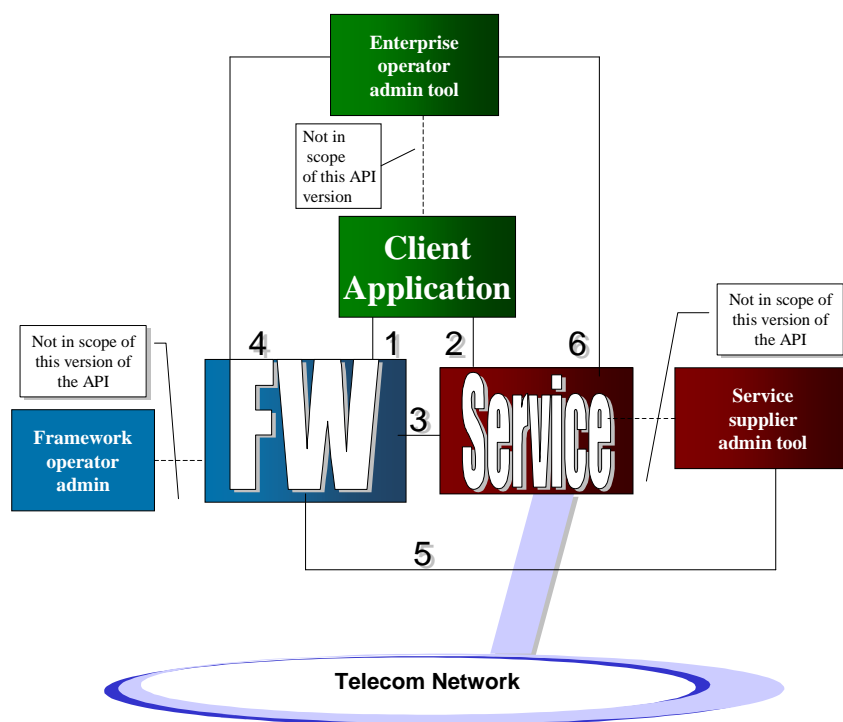 Enterprise
operator
admin tool
Not in
scope
of this API
version
Client
Application
Not in scope of
this version of
the API
Not in scope of
this version of
the API
4
1
2
6
FW
3
Service
Framework
operator
admin
Service
supplier
admin tool
5
Telecom Network